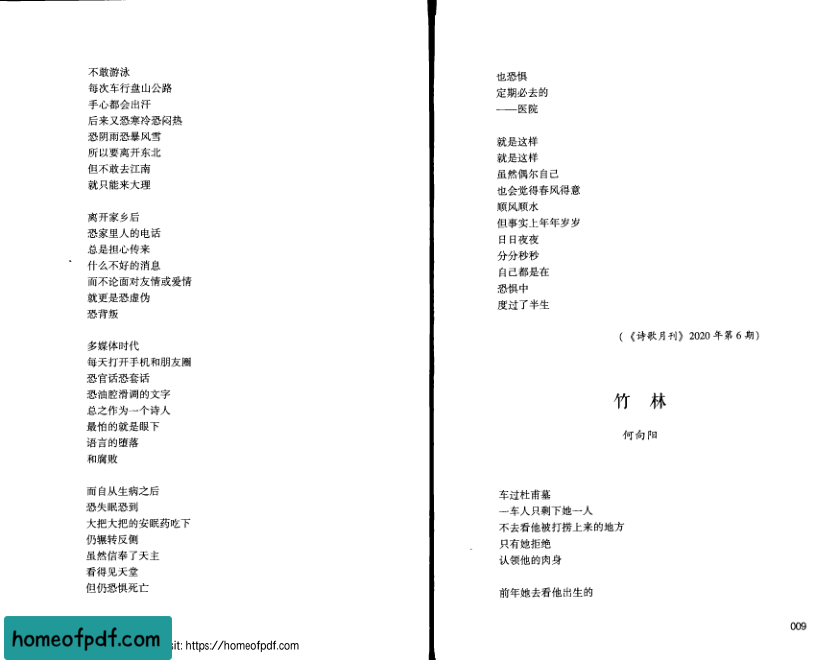 不敢游泳
每次车行盘山公路
手心都会出汗
后来又恐寒冷恐闷热
恐阴雨恐暴风雪
所以要离开东北
但不敢去江南
就只能来大理
离开家乡后
恐家里人的电话
总是担心传来
什么不好的消息
而不论面对友情或爱情
就更是恐虚伪
恐背叛
多媒体时代
每天打开手机和朋友圈
恐官话恐套话
恐油腔滑调的文字
总之作为一个诗人
最怕的就是眼下
语言的堕落
和腐败
而自从生病之后
恐失眠恐到
大把大把的安眠药吃下
仍辗转反侧
虽然信奉了天主
看得见天堂
但仍恐惧死亡
homeofpdf.com
sit: https://homeofpdf.com
也恐惧
定期必去的
——医院
就是这样
就是这样
虽然偶尔自己
也会觉得春风得意
顺风顺水
但事实上年年岁岁
日日夜夜
分分秒秒
自己都是在
恐惧中
度过了半生
(《诗歌月刊》2020年第6期)
竹 林
何向阳
车过杜甫墓
一车人只剩下她一人
不去看他被打捞上来的地方
只有她拒绝
认领他的肉身
前年她去看他出生的
009